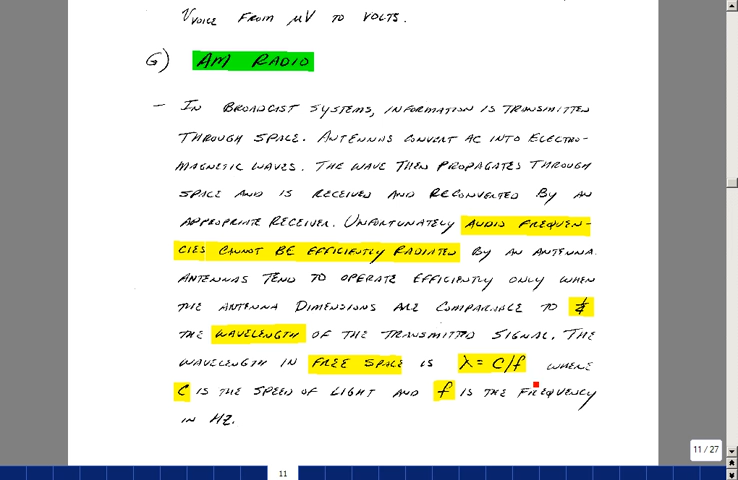 VVOICE FROM μV TO VOLTS.
G) AM RADIO
- IN BROADCAST SYSTEMS, INFORMATION IS TRANSMITTED
THROUGH SPACE. ANTENNAS CONVERT AC INTO ELECTRO-
MAGNETIC WAVES. THE WAVE THEN PROPAGATES THROUGH
SPACE AND IS RECEIVED AND RECONVERTED BY AN
APPROPRIATE RECEIVER. UNFORTUNATELY AUDIO FREQUEN-
CIES CANNOT BE EFFICIENTLY RADIATED BY AN ANTENNA.
ANTENNAS TEND TO OPERATE EFFICIENTLY ONLY WHEN
THE ANTENNA DIMENSIONS ARE COMPARABLE TO 1/4
THE WAVELENGTH OF THE TRANSMITTED SIGNAL. THE
WAVELENGTH IN FREE SPACE IS λ = C/f WHERE
C IS THE SPEED OF LIGHT AND f IS THE FREQUENCY
IN HZ.
11 / 27
11